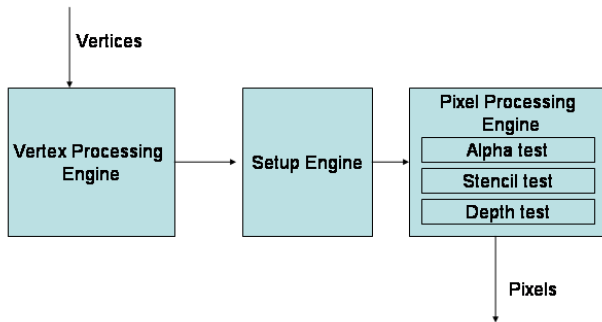 Vertices
Vertex Processing
Engine
Setup Engine
Pixel Processing
Engine
Alpha test
Stencil test
Depth test
Pixels